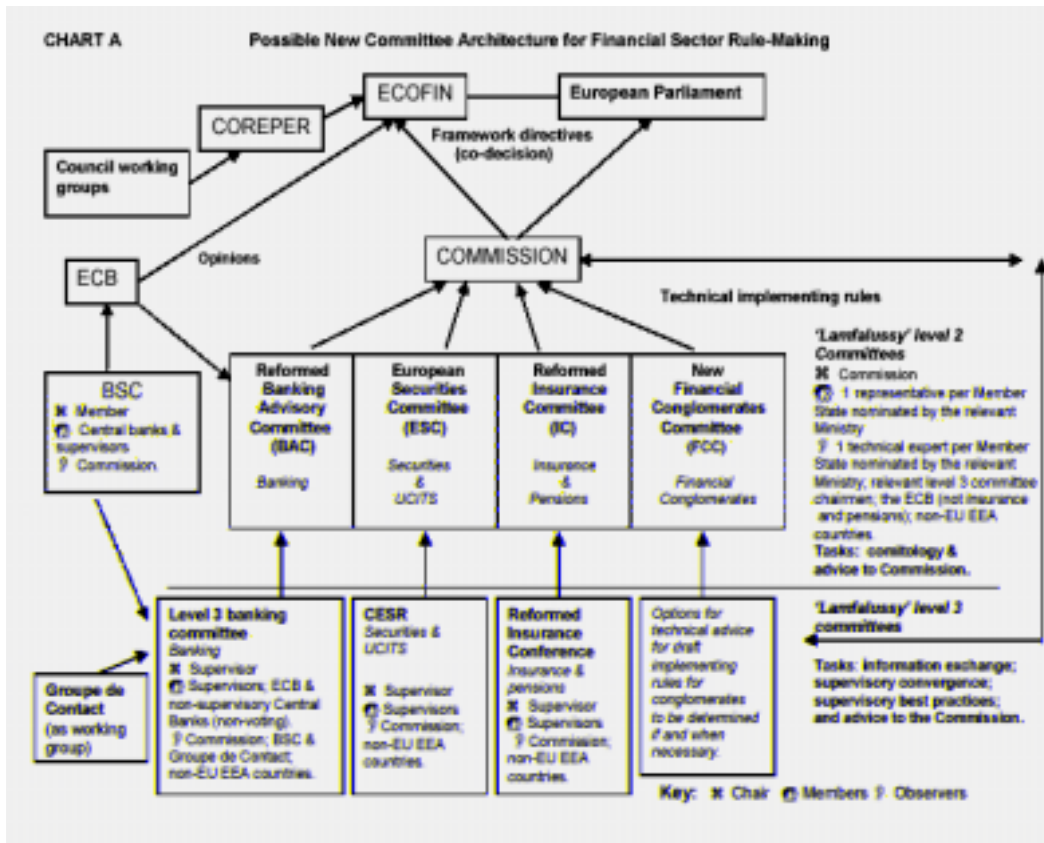 CHART A
Possible New Committee Architecture for Financial Sector Rule-Making
ECOFIN
European Parliament
COREPER
Framework directives
(co-decision)
Council working
groups
Opinions
COMMISSION
ECB
Technical implementing rules
BSC
⌘ Member
Central banks &
supervisors
Commission
Reformed
Banking
Advisory
Committee
(BAC)
Banking
European
Securities
Committee
(ESC)
Securities
&
UCITS
Reformed
Insurance
Committee
(IC)
Insurance
&
Pensions
New
Financial
Conglomerates
Committee
(FCC)
Financial
Conglomerates
'Lamfalussy' level 2
Committees
⌘ Commission
1 representative per Member
State nominated by the relevant
Ministry
1 technical expert per Member
State nominated by the relevant
Ministry; relevant level 3 committee
chairmen; the ECB (not insurance
and pensions); non-EU EEA
countries.
Tasks: comitology &
advice to Commission.
Groupe de
Contact
(as working
group)
Level 3 banking
committee
Banking
⌘ Supervisor
Supervisors; ECB &
non-supervisory Central
Banks (non-voting).
Commission; BSC &
Groupe de Contact;
non-EU EEA countries.
CESR
Securities &
UCITS
⌘ Supervisor
Supervisors
Commission;
non-EU EEA
countries.
Reformed
Insurance
Conference
Insurance &
pensions
⌘ Supervisor
Supervisors
Commission;
non-EU EEA
countries.
Options for
technical advice
for draft
implementing
rules for
conglomerates
to be determined
if and when
necessary.
'Lamfalussy' level 3
committees
Tasks: information exchange;
supervisory convergence;
supervisory best practices;
and advice to the Commission.
Key: ⌘ Chair Members Observers